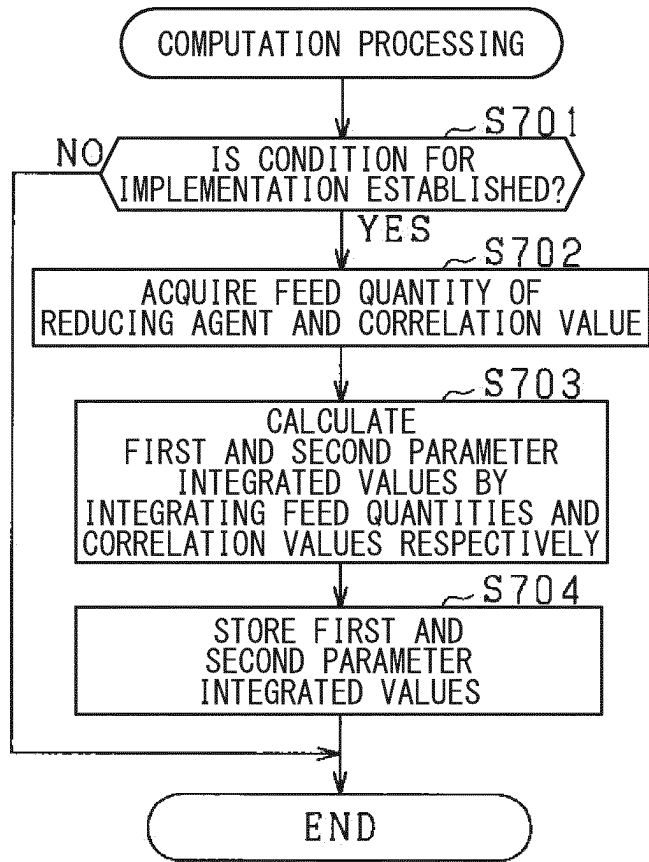 COMPUTATION PROCESSING
S701
NO
IS CONDITION FOR
IMPLEMENTATION ESTABLISHED?
YES
S702
ACQUIRE FEED QUANTITY OF
REDUCING AGENT AND CORRELATION VALUE
S703
CALCULATE
FIRST AND SECOND PARAMETER
INTEGRATED VALUES BY
INTEGRATING FEED QUANTITIES AND
CORRELATION VALUES RESPECTIVELY
S704
STORE FIRST AND
SECOND PARAMETER
INTEGRATED VALUES
END